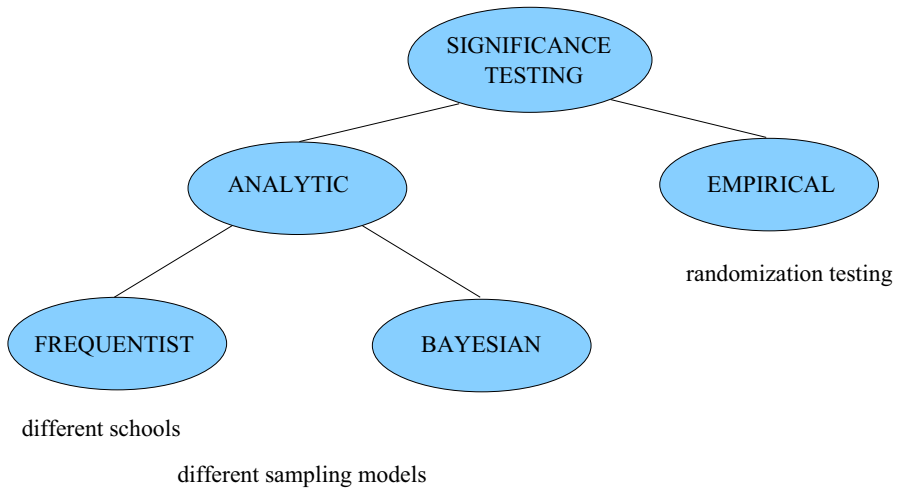 SIGNIFICANCE
TESTING
ANALYTIC
EMPIRICAL
randomization testing
FREQUENTIST
BAYESIAN
different schools
different sampling models